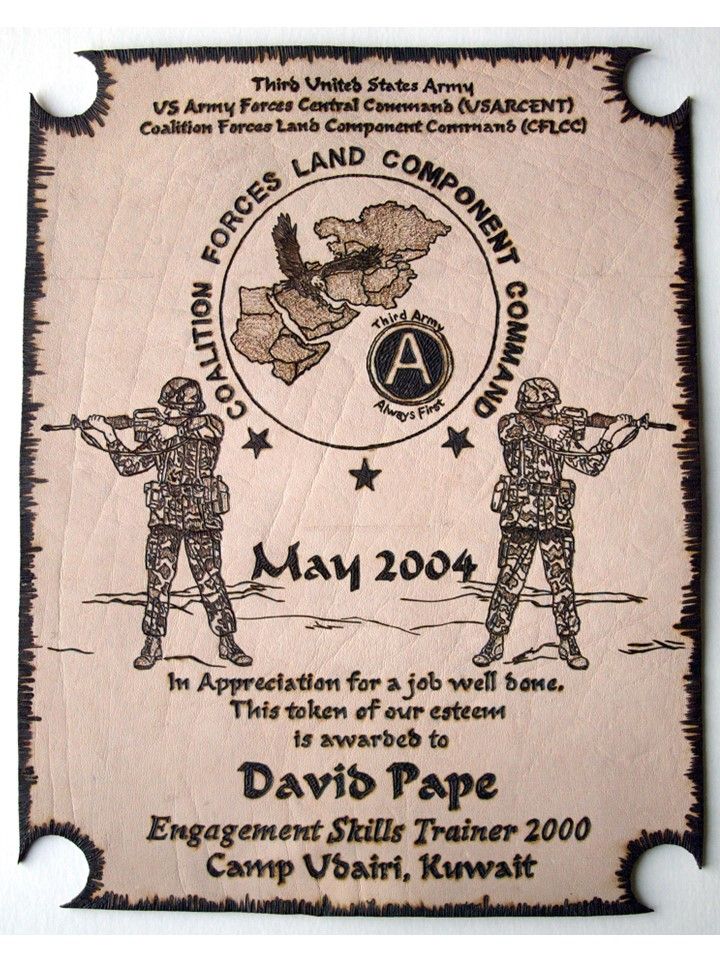 Third United States Army
US Army Forces Central Command (USARCENT)
Coalition Forces Land Component Command (CFLCC)
COALITION FORCES LAND COMPONENT COMMAND
Third Army
A
Always First
May 2004
In Appreciation for a job well done.
This token of our esteem
is awarded to
David Pape
Engagement Skills Trainer 2000
Camp Udairi, Kuwait